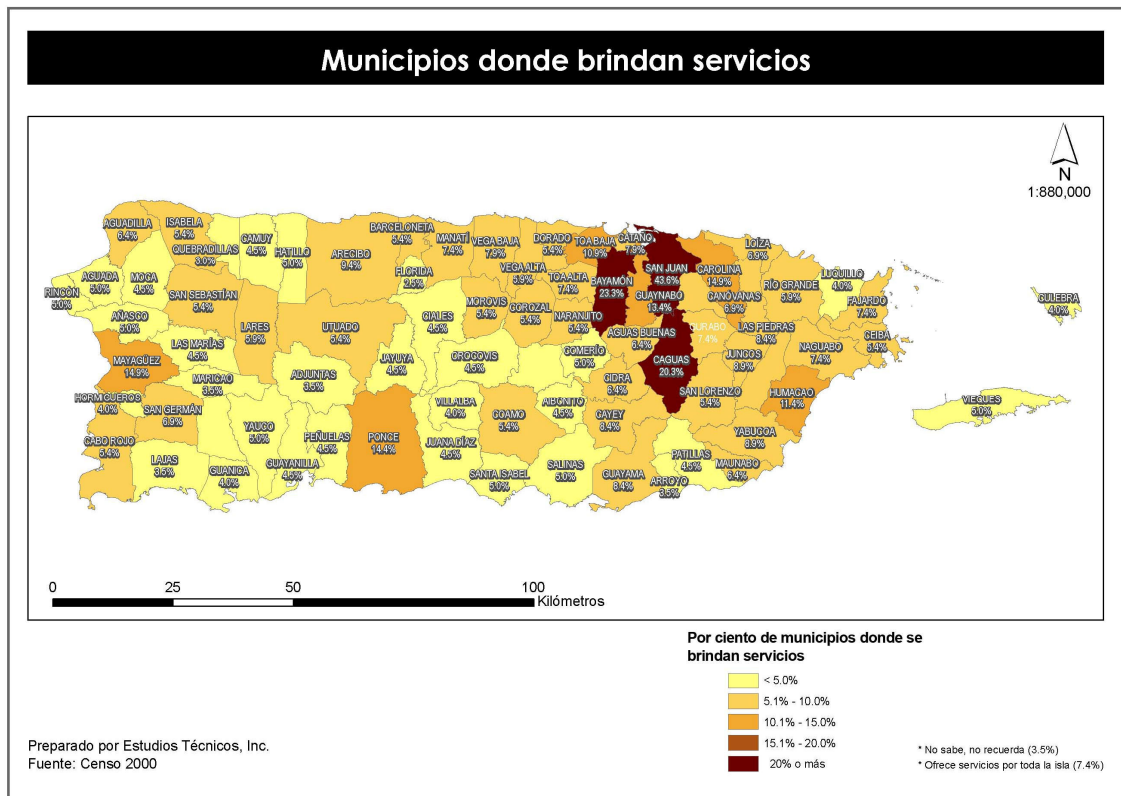 Municipios donde brindan servicios
N
1:880,000
AGUADILLA
6.4%
ISABELA
5.4%
QUEBRADILLAS
3.0%
CAMUY
4.5%
HATILLO
5.0%
ARECIBO
9.4%
BARCELONETA
5.4%
MANATÍ
7.4%
VEGA BAJA
7.9%
DORADO
5.4%
TOA BAJA
10.9%
CATAÑO
7.9%
SAN JUAN
43.6%
CAROLINA
14.9%
LOÍZA
6.9%
LUQUILLO
4.0%
FAJARDO
7.4%
CULEBRA
4.0%
RINCÓN
5.0%
AGUADA
5.0%
MOCA
4.5%
SAN SEBASTIÁN
5.4%
FLORIDA
2.5%
VEGA ALTA
5.9%
TOA ALTA
7.4%
BAYAMÓN
23.3%
GUAYNABO
13.4%
CANÓVANAS
6.9%
RÍO GRANDE
5.9%
CEIBA
5.4%
AÑASCO
5.0%
LAS MARÍAS
4.5%
LARES
5.9%
UTUADO
5.4%
CIALES
4.5%
MOROVIS
5.4%
COROZAL
5.4%
NARANJITO
5.4%
AGUAS BUENAS
6.4%
GURABO
7.4%
LAS PIEDRAS
8.4%
NAGUABO
7.4%
MAYAGUEZ
14.9%
MARICAO
3.5%
ADJUNTAS
3.5%
JAYUYA
4.5%
OROCOVIS
4.5%
COMERÍO
5.0%
CAGUAS
20.3%
JUNCOS
8.9%
HORMIGUEROS
4.0%
SAN GERMÁN
6.9%
VILLALBA
4.0%
COAMO
5.4%
AIBONITO
4.5%
CIDRA
6.4%
CAYEY
8.4%
SAN LORENZO
5.4%
HUMACAO
11.4%
VIEQUES
5.0%
CABO ROJO
5.4%
LAJAS
3.5%
YAUCO
5.0%
GUANICA
4.0%
GUAYANILLA
4.5%
PEÑUELAS
4.5%
PONCE
14.4%
JUANA DÍAZ
4.5%
SANTA ISABEL
5.0%
SALINAS
5.0%
GUAYAMA
8.4%
ARROYO
3.5%
PATILLAS
4.5%
MAUNABO
6.4%
YABUCOA
8.9%
0 25 50 100
Kilómetros
Por ciento de municipios donde se
brindan servicios
< 5.0%
5.1% - 10.0%
10.1% - 15.0%
15.1% - 20.0%
20% o más
Preparado por Estudios Técnicos, Inc.
Fuente: Censo 2000
* No sabe, no recuerda (3.5%)
* Ofrece servicios por toda la isla (7.4%)